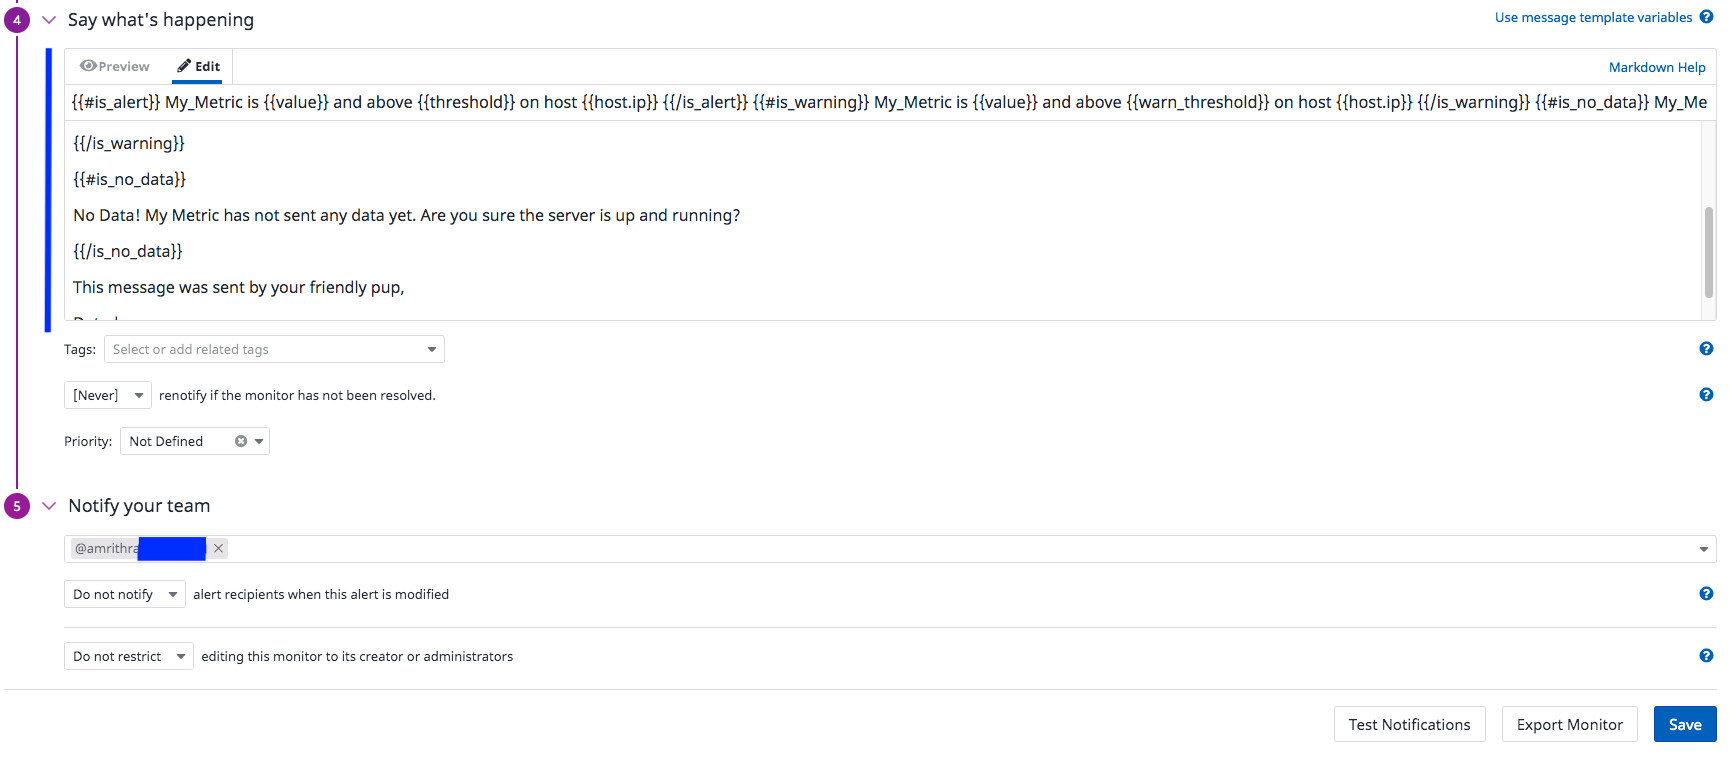 4 Say what's happening
Use message template variables
Preview Edit
Markdown Help
{{#is_alert}} My_Metric is {{value}} and above {{threshold}} on host {{host.ip}} {{/is_alert}} {{#is_warning}} My_Metric is {{value}} and above {{warn_threshold}} on host {{host.ip}} {{/is_warning}} {{#is_no_data}} My_Me
{{/is_warning}}
{{#is_no_data}}
No Data! My Metric has not sent any data yet. Are you sure the server is up and running?
{{/is_no_data}}
This message was sent by your friendly pup,
Tags: Select or add related tags
[Never] renotify if the monitor has not been resolved.
Priority: Not Defined
5 Notify your team
@amrithra
Do not notify alert recipients when this alert is modified
Do not restrict editing this monitor to its creator or administrators
Test Notifications Export Monitor Save